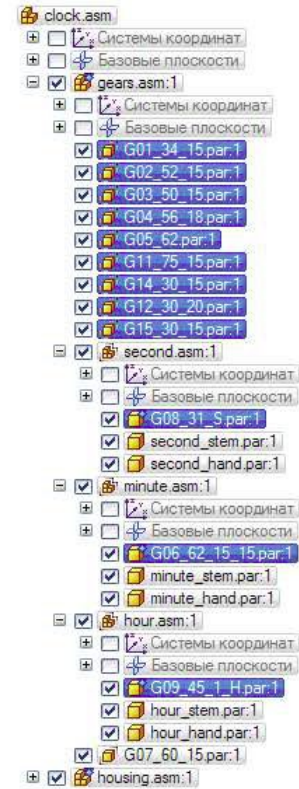 clock.asm
Системы координат
Базовые плоскости
gears.asm:1
Системы координат
Базовые плоскости
G01_34_15.par:1
G02_52_15.par:1
G03_50_15.par:1
G04_56_18.par:1
G05_62.par:1
G11_75_15.par:1
G14_30_15.par:1
G12_30_20.par:1
G15_30_15.par:1
second.asm:1
Системы координат
Базовые плоскости
G08_31_S.par:1
second_stem.par:1
second_hand.par:1
minute.asm:1
Системы координат
Базовые плоскости
G06_62_15_15.par:1
minute_stem.par:1
minute_hand.par:1
hour.asm:1
Системы координат
Базовые плоскости
G09_45_1_H.par:1
hour_stem.par:1
hour_hand.par:1
G07_60_15.par:1
housing.asm:1